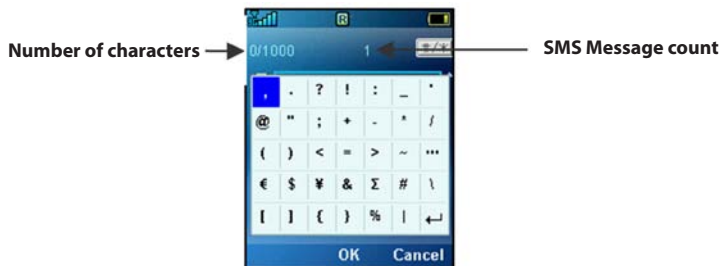 R
Number of characters 0/1000 1 #/* SMS Message count
, . ? ! : _ '
@ " ; + - ^ /
( ) < = > ~ …
€ $ ¥ & Σ # \
[ ] { } % | ↵
OK Cancel